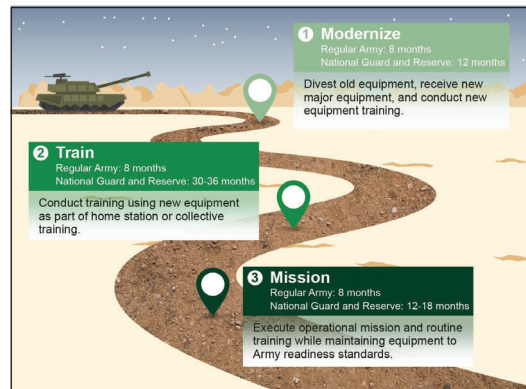 1 Modernize
Regular Army: 8 months
National Guard and Reserve: 12 months
Divest old equipment, receive new
major equipment, and conduct new
equipment training.
2 Train
Regular Army: 8 months
National Guard and Reserve: 30-36 months
Conduct training using new equipment
as part of home station or collective
training.
3 Mission
Regular Army: 8 months
National Guard and Reserve: 12-18 months
Execute operational mission and routine
training while maintaining equipment to
Army readiness standards.